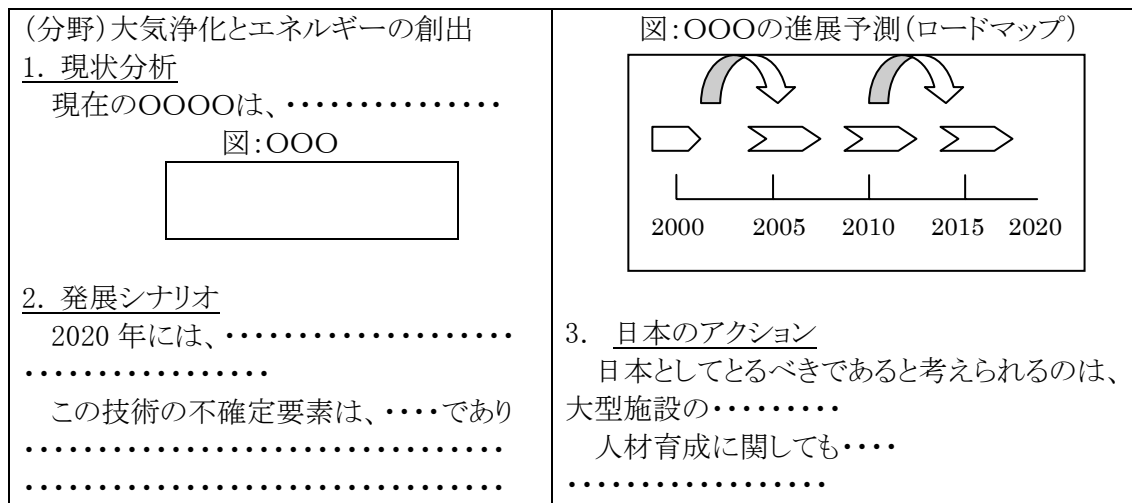 (分野)大気浄化とエネルギーの創出
1. 現状分析
現在のOOOOは、・・・・・・・・・・・・・・・
図:OOO
2. 発展シナリオ
2020 年には、・・・・・・・・・・・・・・・・・・・・
・・・・・・・・・・・・・・・・・
この技術の不確定要素は、・・・・であり
・・・・・・・・・・・・・・・・・・・・・・・・・・・・・・・・・
・・・・・・・・・・・・・・・・・・・・・・・・・・・・・・・・・
図:OOOの進展予測(ロードマップ)
2000 2005 2010 2015 2020
3. 日本のアクション
日本としてとるべきであると考えられるのは、
大型施設の・・・・・・・・・
人材育成に関しても・・・・
・・・・・・・・・・・・・・・・・・